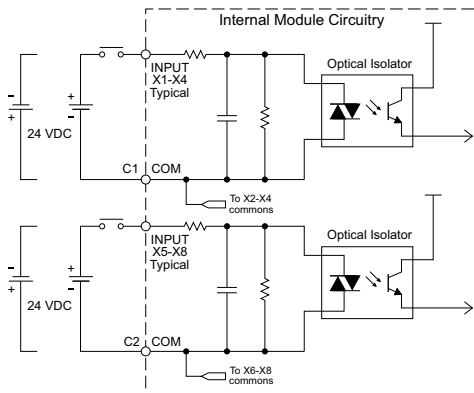 Internal Module Circuitry
INPUT
X1-X4
Typical
Optical Isolator
-
+
+
-
24 VDC
C1
COM
To X2-X4
commons
INPUT
X5-X8
Typical
Optical Isolator
-
+
+
-
24 VDC
C2
COM
To X6-X8
commons